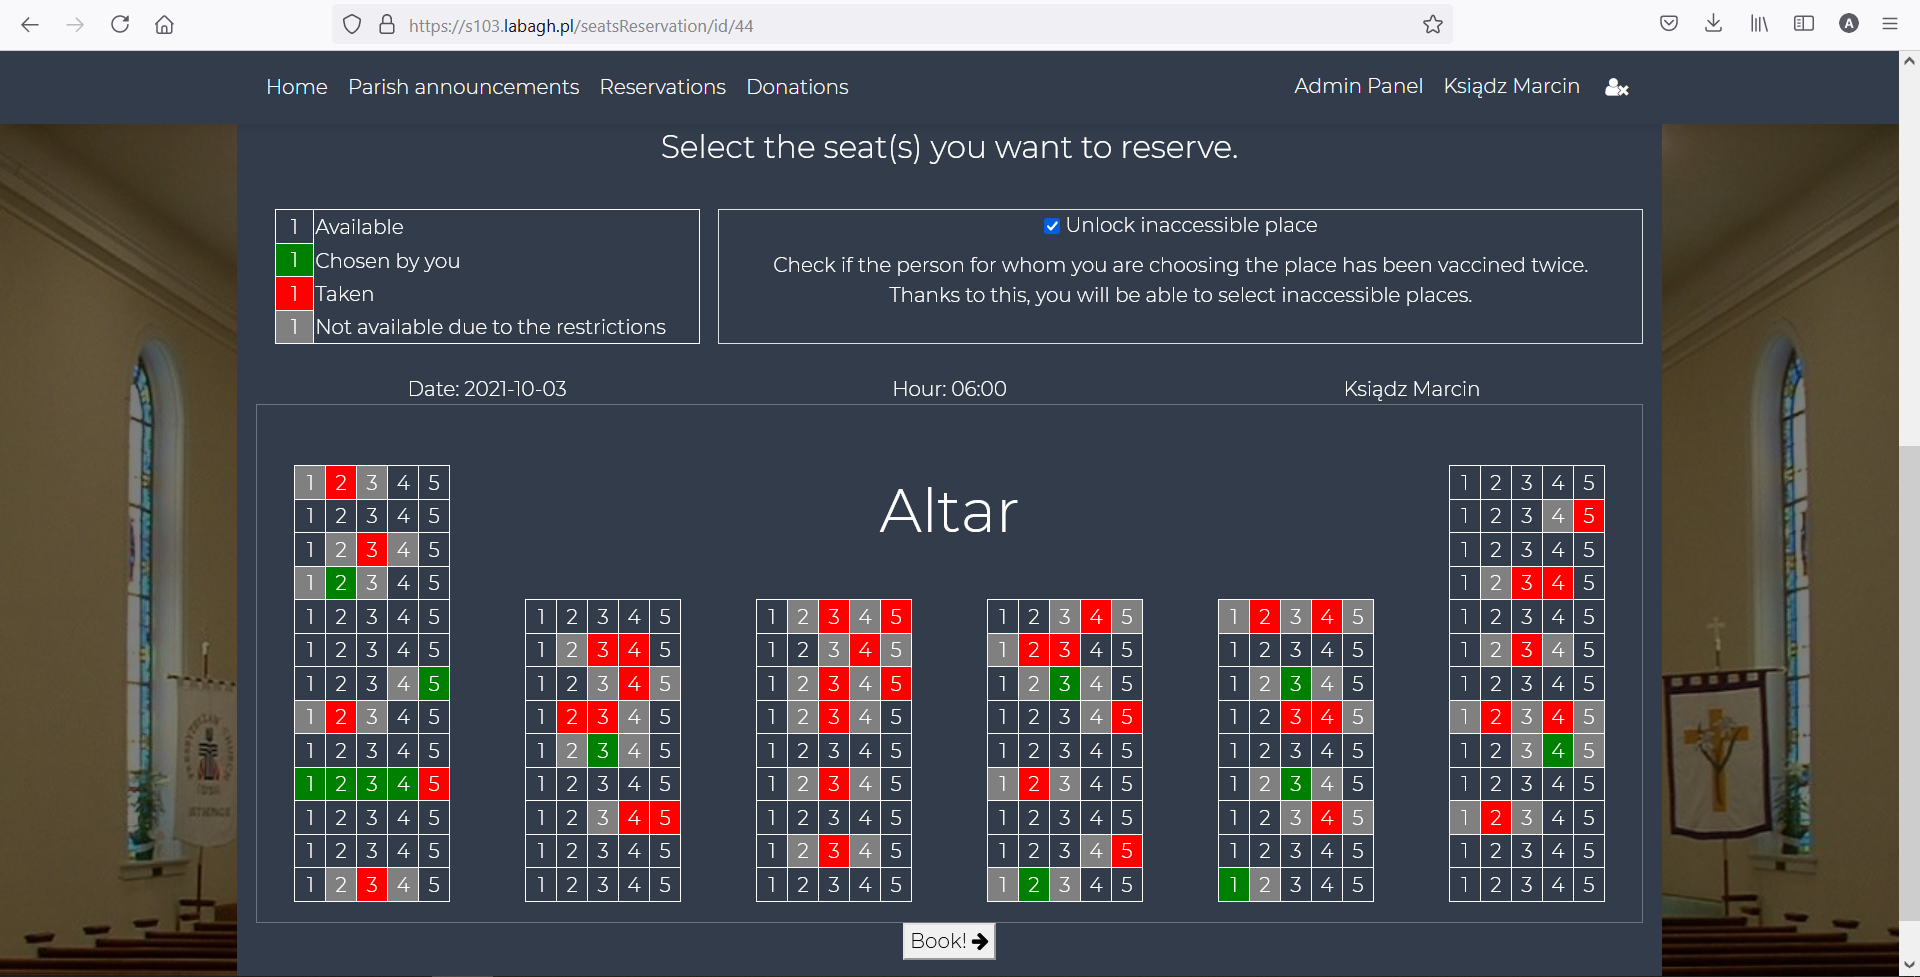 https://s103.labagh.pl/seatsReservation/id/44
A
Home Parish announcements Reservations Donations Admin Panel Ksiądz Marcin
Select the seat(s) you want to reserve.
1 Available
1 Chosen by you
1 Taken
1 Not available due to the restrictions
Unlock inaccessible place
Check if the person for whom you are choosing the place has been vaccined twice.
Thanks to this, you will be able to select inaccessible places.
Date: 2021-10-03 Hour: 06:00 Ksiądz Marcin
Altar
1 2 3 4 5 1 2 3 4 5
1 2 3 4 5 1 2 3 4 5
1 2 3 4 5 1 2 3 4 5
1 2 3 4 5 1 2 3 4 5
1 2 3 4 5 1 2 3 4 5 1 2 3 4 5 1 2 3 4 5 1 2 3 4 5 1 2 3 4 5
1 2 3 4 5 1 2 3 4 5 1 2 3 4 5 1 2 3 4 5 1 2 3 4 5 1 2 3 4 5
1 2 3 4 5 1 2 3 4 5 1 2 3 4 5 1 2 3 4 5 1 2 3 4 5 1 2 3 4 5
1 2 3 4 5 1 2 3 4 5 1 2 3 4 5 1 2 3 4 5 1 2 3 4 5 1 2 3 4 5
1 2 3 4 5 1 2 3 4 5 1 2 3 4 5 1 2 3 4 5 1 2 3 4 5 1 2 3 4 5
1 2 3 4 5 1 2 3 4 5 1 2 3 4 5 1 2 3 4 5 1 2 3 4 5 1 2 3 4 5
1 2 3 4 5 1 2 3 4 5 1 2 3 4 5 1 2 3 4 5 1 2 3 4 5 1 2 3 4 5
1 2 3 4 5 1 2 3 4 5 1 2 3 4 5 1 2 3 4 5 1 2 3 4 5 1 2 3 4 5
1 2 3 4 5 1 2 3 4 5 1 2 3 4 5 1 2 3 4 5 1 2 3 4 5 1 2 3 4 5
Book!